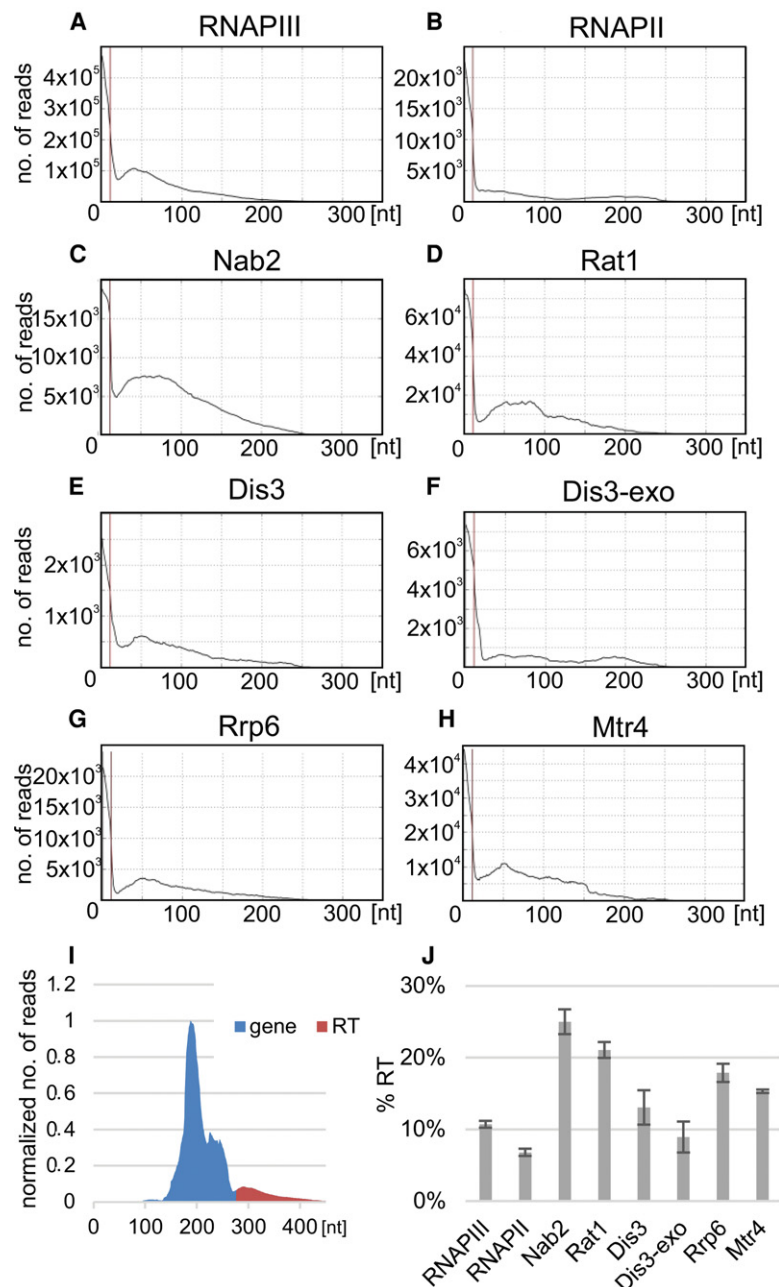 A RNAPIII
no. of reads
4x10⁵
3x10⁵
2x10⁵
1x10⁵
0 100 200 300 [nt]
B RNAPII
20x10³
15x10³
10x10³
5x10³
0 100 200 300 [nt]
C Nab2
no. of reads
15x10³
10x10³
5x10³
0 100 200 300 [nt]
D Rat1
6x10⁴
4x10⁴
2x10⁴
0 100 200 300 [nt]
E Dis3
no. of reads
2x10³
1x10³
0 100 200 300 [nt]
F Dis3-exo
6x10³
4x10³
2x10³
0 100 200 300 [nt]
G Rrp6
no. of reads
20x10³
15x10³
10x10³
5x10³
0 100 200 300 [nt]
H Mtr4
4x10⁴
3x10⁴
2x10⁴
1x10⁴
0 100 200 300 [nt]
I
normalized no. of reads
1.2
1
0.8
0.6
0.4
0.2
0
gene RT
0 100 200 300 400 [nt]
J
% RT
30%
20%
10%
0%
RNAPIII RNAPII Nab2 Rat1 Dis3 Dis3-exo Rrp6 Mtr4